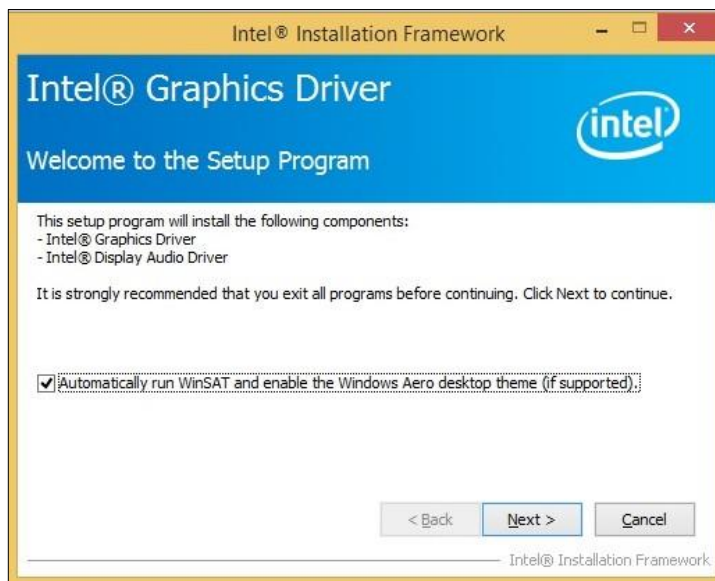 Intel® Installation Framework
Intel® Graphics Driver
intel
Welcome to the Setup Program
This setup program will install the following components:
- Intel® Graphics Driver
- Intel® Display Audio Driver
It is strongly recommended that you exit all programs before continuing. Click Next to continue.
Automatically run WinSAT and enable the Windows Aero desktop theme (if supported).
< Back Next > Cancel
Intel® Installation Framework